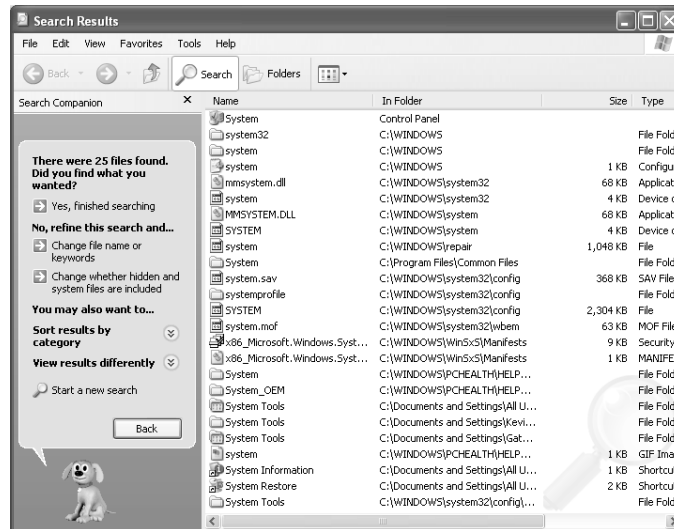 Search Results
File Edit View Favorites Tools Help
Back Search Folders
Search Companion
There were 25 files found.
Did you find what you
wanted?
Yes, finished searching
No, refine this search and...
Change file name or
keywords
Change whether hidden and
system files are included
You may also want to...
Sort results by
category
View results differently
Start a new search
Back
Name In Folder Size Type
System Control Panel
system32 C:\WINDOWS File Fold
system C:\WINDOWS File Fold
system C:\WINDOWS 1 KB Configu
mmsystem.dll C:\WINDOWS\system32 68 KB Applicat
system C:\WINDOWS\system32 4 KB Device d
MMSYSTEM.DLL C:\WINDOWS\system 68 KB Applicat
SYSTEM C:\WINDOWS\system 4 KB Device d
system C:\WINDOWS\repair 1,048 KB File
System C:\Program Files\Common Files File Fold
system.sav C:\WINDOWS\system32\config 368 KB SAV File
systemprofile C:\WINDOWS\system32\config File Fold
SYSTEM C:\WINDOWS\system32\config 2,304 KB File
system.mof C:\WINDOWS\system32\wbem 63 KB MOF File
x86_Microsoft.Windows.Syst... C:\WINDOWS\WinSxS\Manifests 9 KB Security
x86_Microsoft.Windows.Syst... C:\WINDOWS\WinSxS\Manifests 1 KB MANIFE
System C:\WINDOWS\PCHEALTH\HELP... File Fold
System_OEM C:\WINDOWS\PCHEALTH\HELP... File Fold
System Tools C:\Documents and Settings\All U... File Fold
System Tools C:\Documents and Settings\Kevi... File Fold
System Tools C:\Documents and Settings\Gat... File Fold
system C:\WINDOWS\PCHEALTH\HELP... 1 KB GIF Ima
System Information C:\Documents and Settings\All U... 1 KB Shortcu
System Restore C:\Documents and Settings\All U... 2 KB Shortcu
System Tools C:\WINDOWS\system32\config\... File Fold